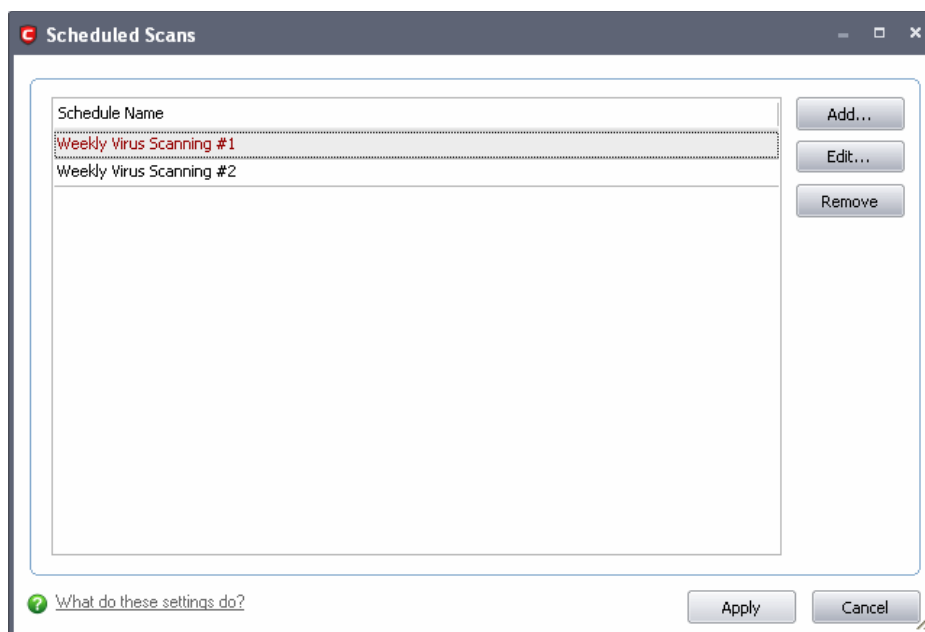 Scheduled Scans
Schedule Name
Weekly Virus Scanning #1
Weekly Virus Scanning #2
Add...
Edit...
Remove
What do these settings do?
Apply
Cancel